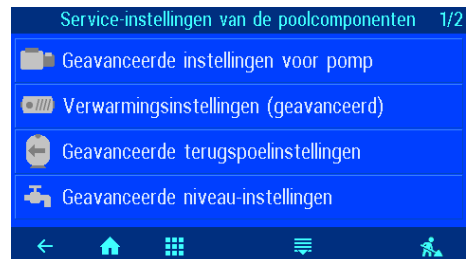 Service-instellingen van de poolcomponenten 1/2
Geavanceerde instellingen voor pomp
Verwarmingsinstellingen (geavanceerd)
Geavanceerde terugspoelinstellingen
Geavanceerde niveau-instellingen